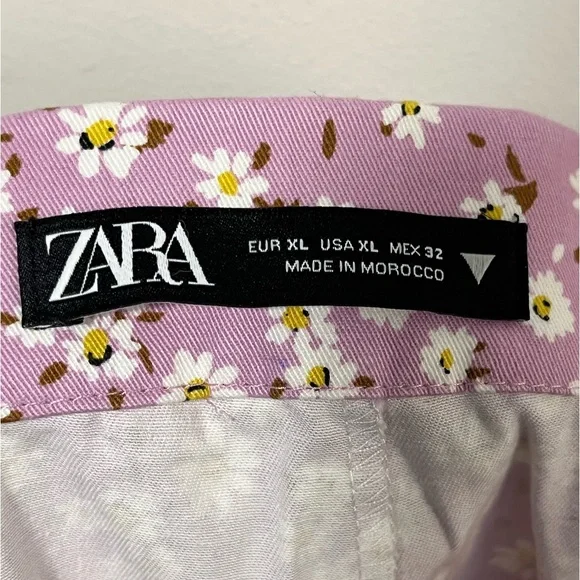 ZARA
EUR XL USA XL MEX 32
MADE IN MOROCCO